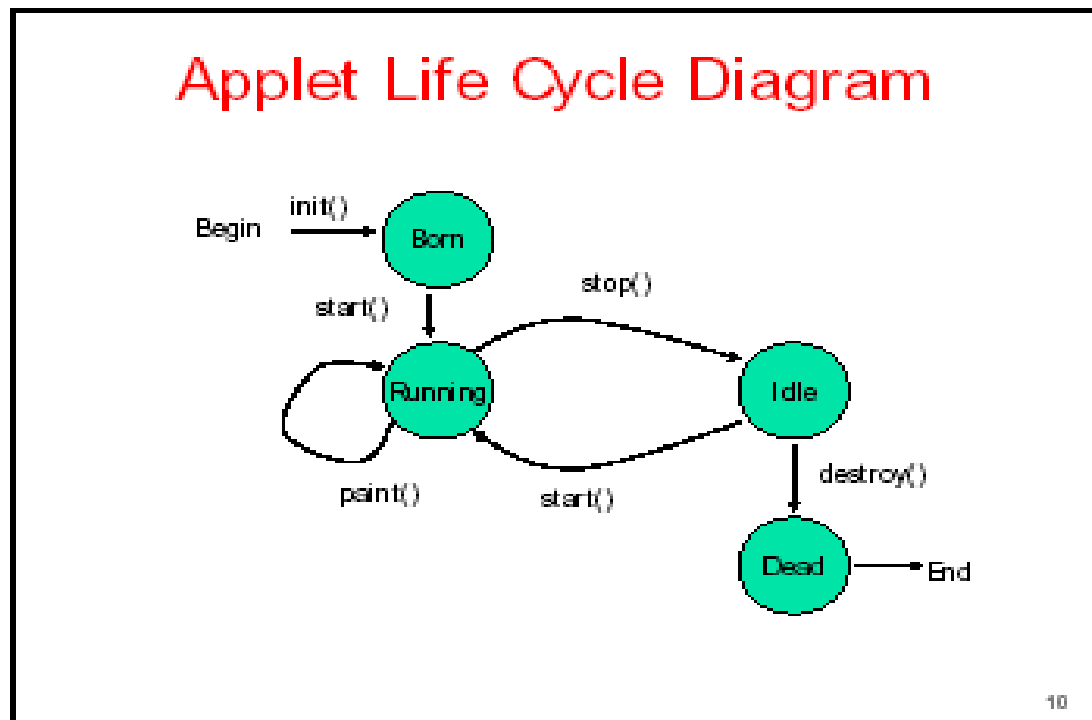 Applet Life Cycle Diagram
init()
Begin
Born
start()
stop()
Running
Idle
paint()
start()
destroy()
Dead
End
10